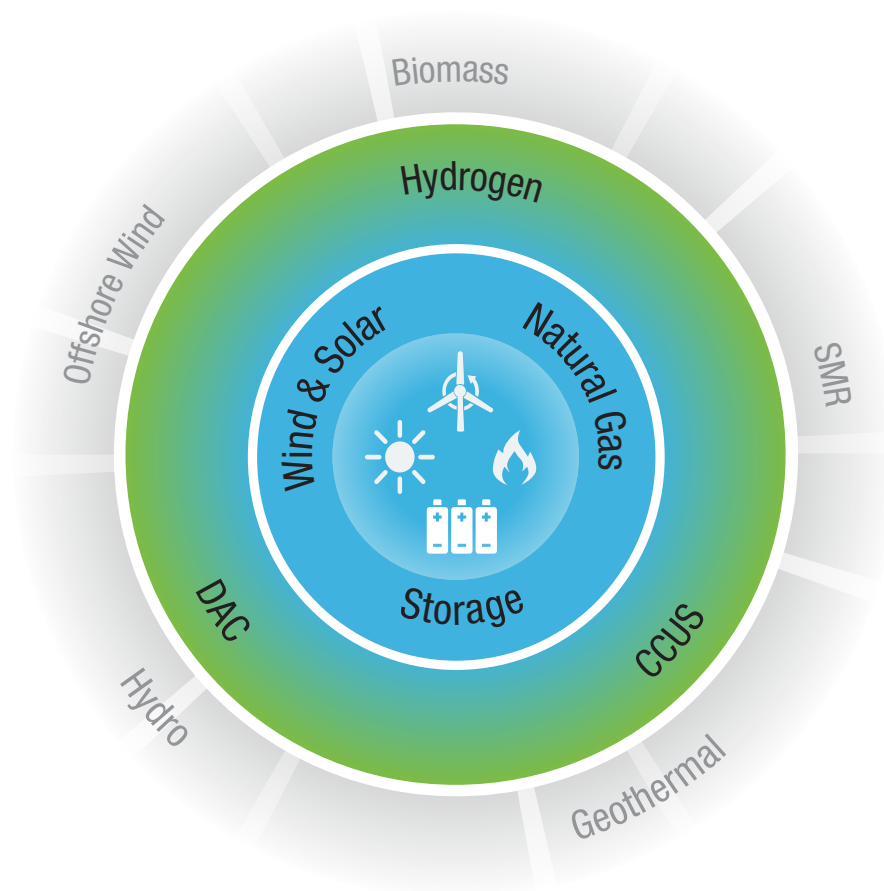 Biomass
Hydrogen
Offshore Wind
Wind & Solar
Natural Gas
SMR
Storage
DAC
CCUS
Hydro
Geothermal